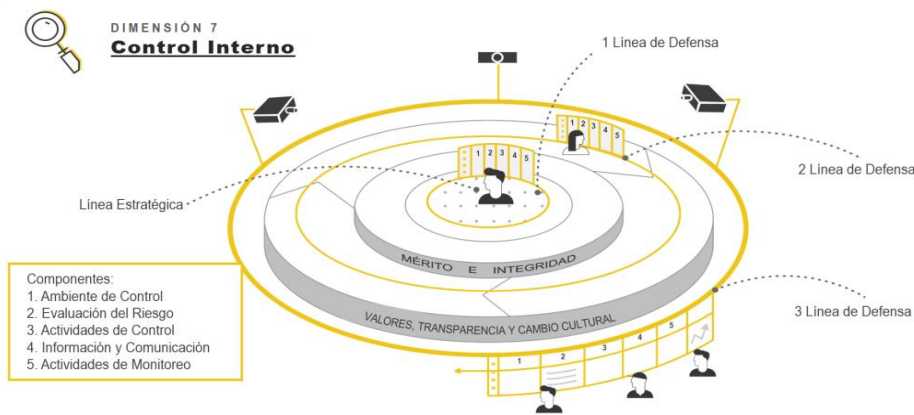 DIMENSIÓN 7
Control Interno
1 Línea de Defensa
1 2 3 4 5
1 2 3 4 5
2 Línea de Defensa
Línea Estratégica
MÉRITO E INTEGRIDAD
Componentes:
1. Ambiente de Control
2. Evaluación del Riesgo
3. Actividades de Control
4. Información y Comunicación
5. Actividades de Monitoreo
VALORES, TRANSPARENCIA Y CAMBIO CULTURAL
3 Línea de Defensa
1 2 3 4 5